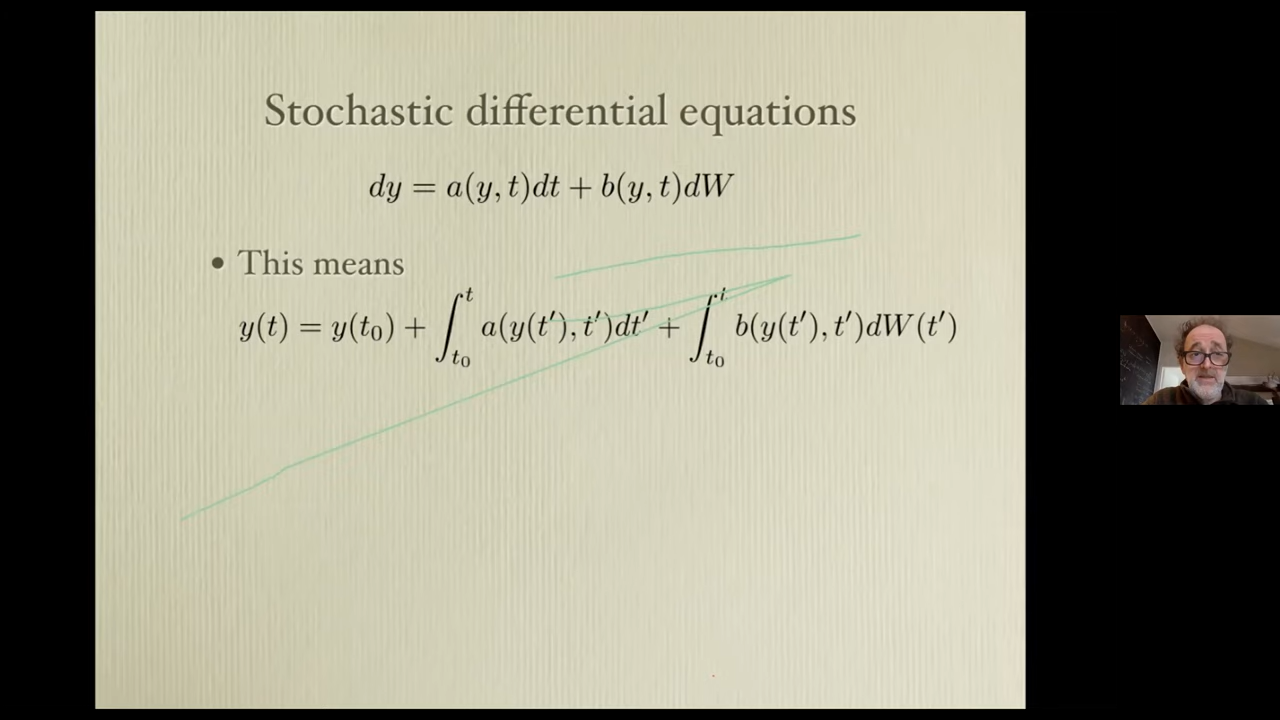 Stochastic differential equations
dy = a(y, t)dt + b(y, t)dW
• This means
y(t) = y(t₀) + ∫_{t₀}^{t} a(y(t′), t′)dt′ + ∫_{t₀}^{t} b(y(t′), t′)dW(t′)